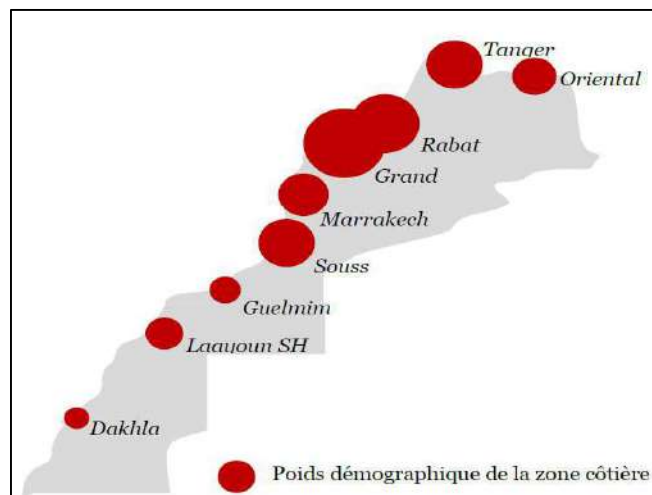 Tanger
Oriental
Rabat
Grand
Marrakech
Souss
Guelmim
Laayoun SH
Dakhla
Poids démographique de la zone côtière